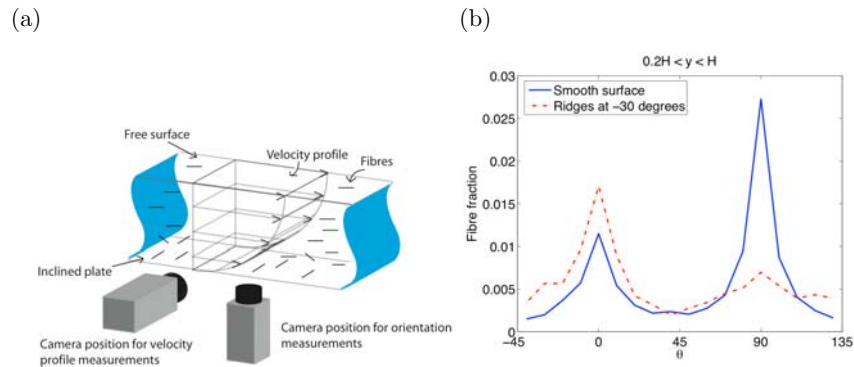 (a)
Free surface
Velocity profile
Fibres
Inclined plate
Camera position for velocity
profile measurements
Camera position for orientation
measurements
(b)
0.2H < y < H
0.03
0.025
0.02
0.015
0.01
0.005
0
Fibre fraction
Smooth surface
Ridges at −30 degrees
−45
0
45
90
135
θ